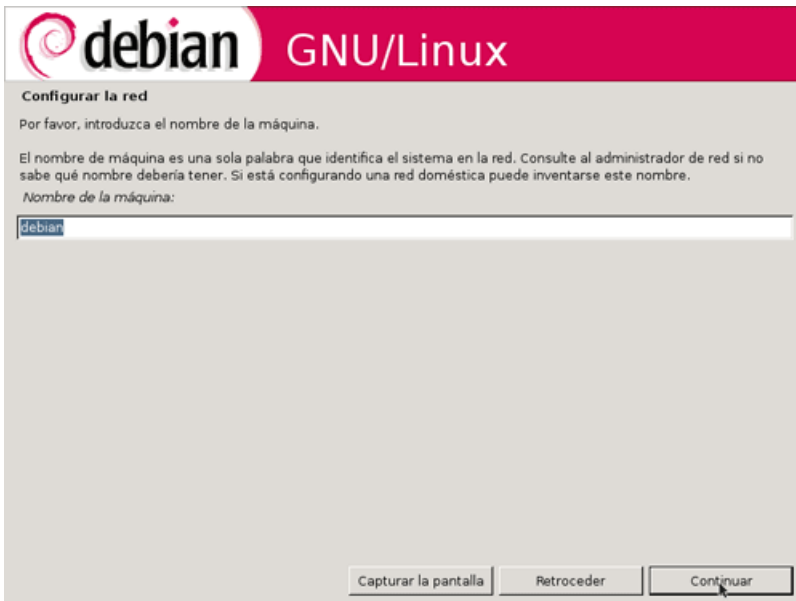 debian GNU/Linux
Configurar la red
Por favor, introduzca el nombre de la máquina.
El nombre de máquina es una sola palabra que identifica el sistema en la red. Consulte al administrador de red si no
sabe qué nombre debería tener. Si está configurando una red doméstica puede inventarse este nombre.
Nombre de la máquina:
debian
Capturar la pantalla Retroceder Continuar